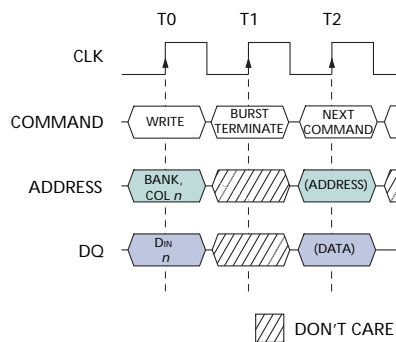 T0 T1 T2
CLK
COMMAND WRITE BURST TERMINATE NEXT COMMAND
ADDRESS BANK, COL n (ADDRESS)
DQ DIN n (DATA)
DON'T CARE